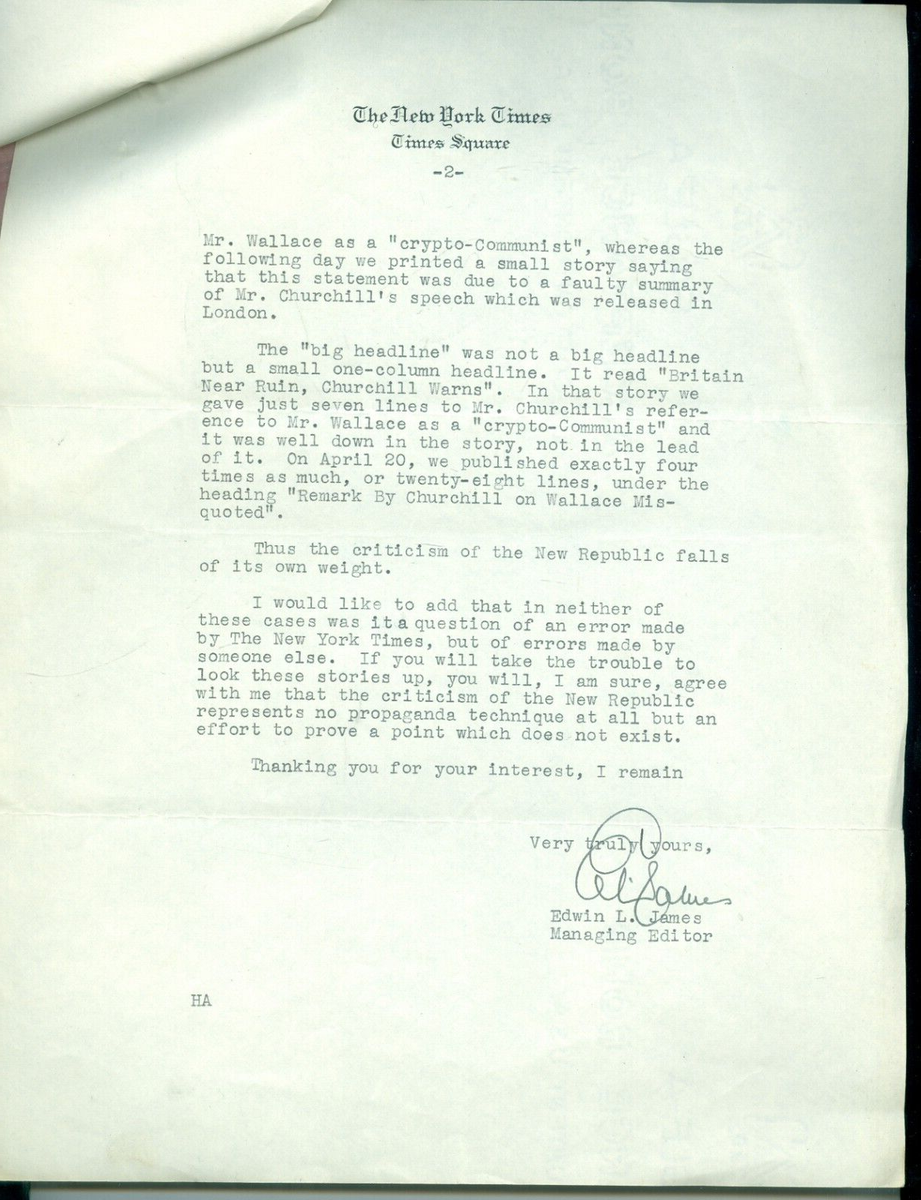 The New York Times
Times Square
-2-
Mr. Wallace as a "crypto-Communist", whereas the
following day we printed a small story saying
that this statement was due to a faulty summary
of Mr. Churchill's speech which was released in
London.
The "big headline" was not a big headline
but a small one-column headline. It read "Britain
Near Ruin, Churchill Warns". In that story we
gave just seven lines to Mr. Churchill's refer-
ence to Mr. Wallace as a "crypto-Communist" and
it was well down in the story, not in the lead
of it. On April 20, we published exactly four
times as much, or twenty-eight lines, under the
heading "Remark By Churchill on Wallace Mis-
quoted".
Thus the criticism of the New Republic falls
of its own weight.
I would like to add that in neither of
these cases was it a question of an error made
by The New York Times, but of errors made by
someone else. If you will take the trouble to
look these stories up, you will, I am sure, agree
with me that the criticism of the New Republic
represents no propaganda technique at all but an
effort to prove a point which does not exist.
Thanking you for your interest, I remain
Very truly yours,
E L James
Edwin L. James
Managing Editor
HA